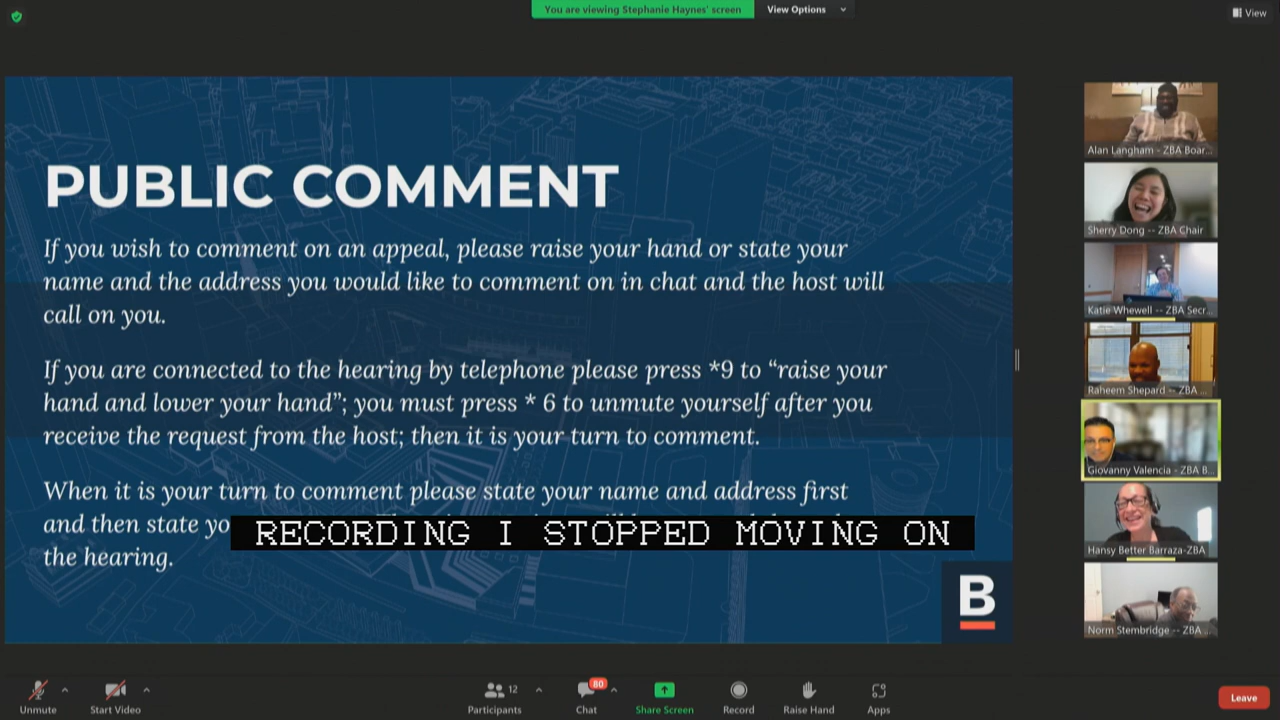 You are viewing Stephanie Haynes' screen
View Options
View
PUBLIC COMMENT
If you wish to comment on an appeal, please raise your hand or state your
name and the address you would like to comment on in chat and the host will
call on you.
If you are connected to the hearing by telephone please press *9 to “raise your
hand and lower your hand”; you must press * 6 to unmute yourself after you
receive the request from the host; then it is your turn to comment.
When it is your turn to comment please state your name and address first
and then state yo
RECORDING I STOPPED MOVING ON
the hearing.
B
Alan Langham - ZBA Boar...
Sherry Dong -- ZBA Chair
Katie Whewell -- ZBA Secr...
Raheem Shepard -- ZBA ...
Giovanny Valencia - ZBA B...
Hansy Better Barraza-ZBA
Norm Stembridge -- ZBA ...
Unmute
Start Video
Participants
12
Chat
80
Share Screen
Record
Raise Hand
Apps
Leave